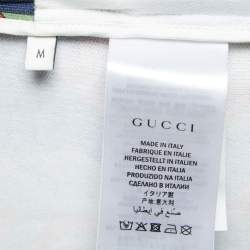 M
GUCCI
MADE IN ITALY
FABRIQUÉ EN ITALIE
HERGESTELLT IN ITALIEN
HECHO EN ITALIA
PRODUZIDO NA ITÁLIA
СДЕЛАНО В ИТАЛИИ
イタリア製
产地 意大利
صنع في إيطاليا